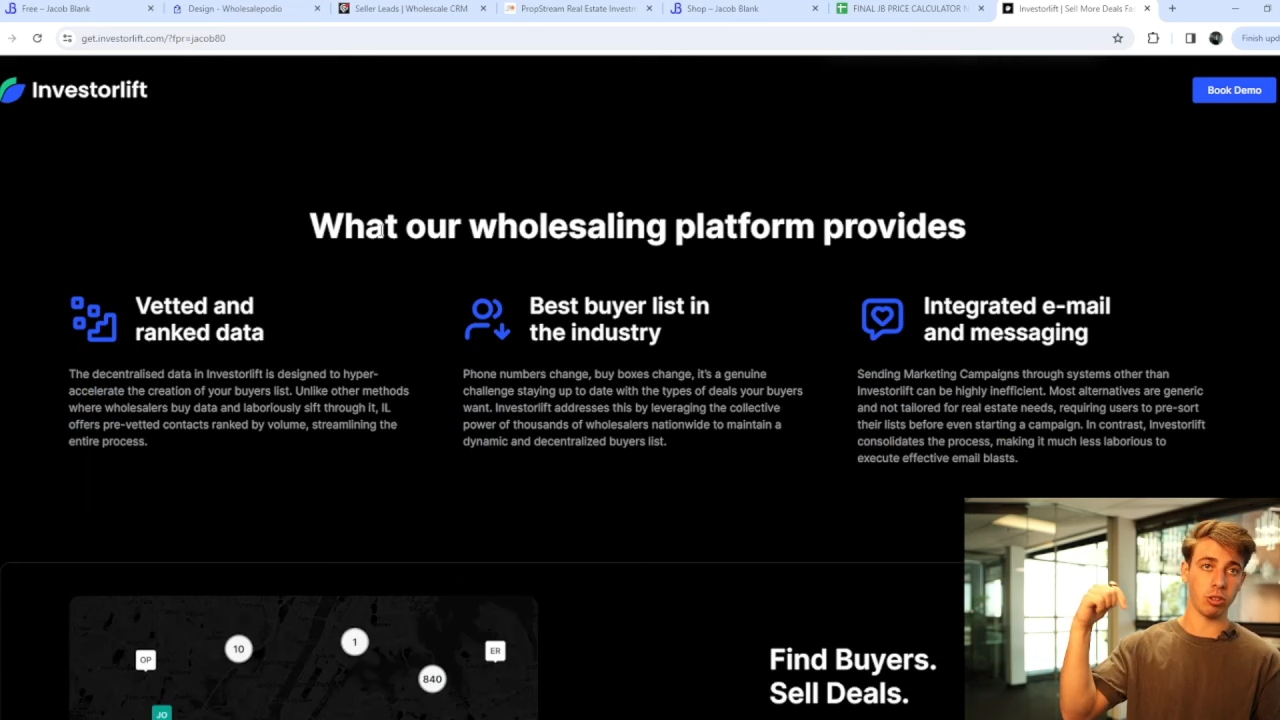 Free – Jacob Blank
Design - Wholesalepodio
Seller Leads | Wholescale CRM
PropStream Real Estate Investm
Shop – Jacob Blank
FINAL JB PRICE CALCULATOR N
Investorlift | Sell More Deals Fa
get.investorlift.com/?fpr=jacob80
Finish upd
Investorlift
Book Demo
What our wholesaling platform provides
Vetted and
ranked data
The decentralised data in Investorlift is designed to hyper-
accelerate the creation of your buyers list. Unlike other methods
where wholesalers buy data and laboriously sift through it, IL
offers pre-vetted contacts ranked by volume, streamlining the
entire process.
Best buyer list in
the industry
Phone numbers change, buy boxes change, it's a genuine
challenge staying up to date with the types of deals your buyers
want. Investorlift addresses this by leveraging the collective
power of thousands of wholesalers nationwide to maintain a
dynamic and decentralized buyers list.
Integrated e-mail
and messaging
Sending Marketing Campaigns through systems other than
Investorlift can be highly inefficient. Most alternatives are generic
and not tailored for real estate needs, requiring users to pre-sort
their lists before even starting a campaign. In contrast, Investorlift
consolidates the process, making it much less laborious to
execute effective email blasts.
OP
10
1
840
ER
JO
Find Buyers.
Sell Deals.